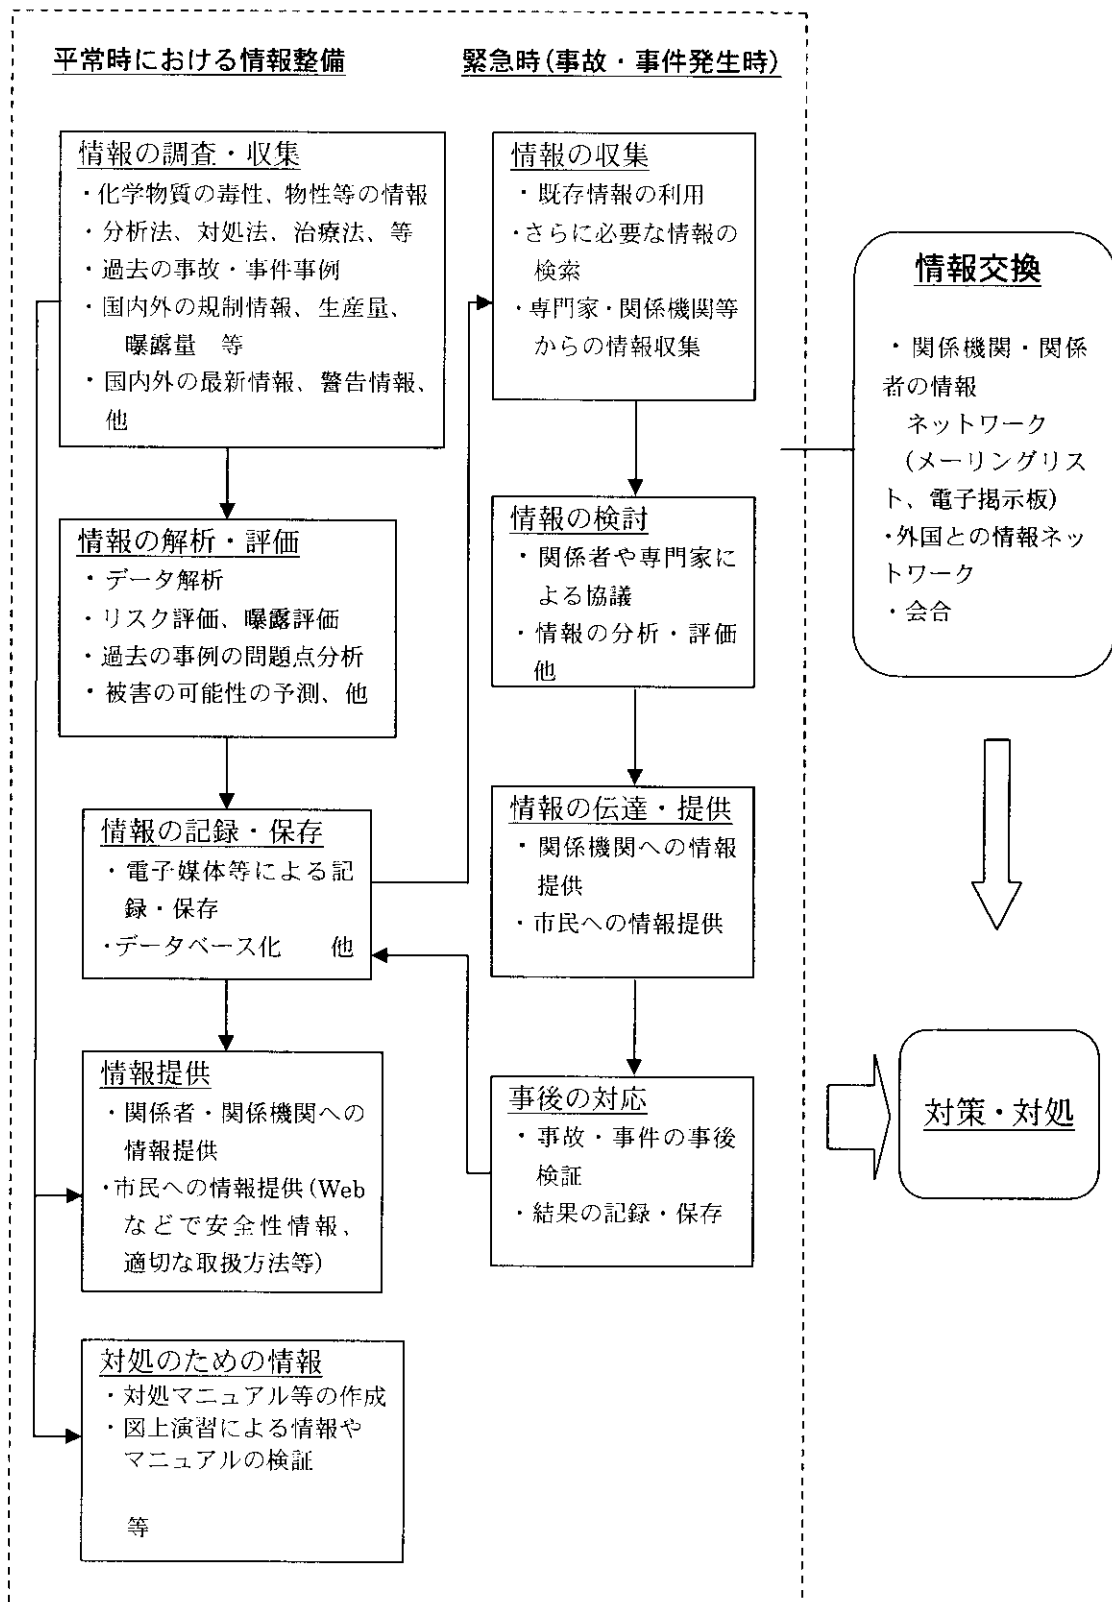 平常時における情報整備
情報の調査・収集
・化学物質の毒性、物性等の情報
・分析法、対処法、治療法、等
・過去の事故・事件事例
・国内外の規制情報、生産量、
曝露量　等
・国内外の最新情報、警告情報、
他
情報の解析・評価
・データ解析
・リスク評価、曝露評価
・過去の事例の問題点分析
・被害の可能性の予測、他
情報の記録・保存
・電子媒体等による記
録・保存
・データベース化　　他
情報提供
・関係者・関係機関への
情報提供
・市民への情報提供(Web
などで安全性情報、
適切な取扱方法等)
対処のための情報
・対処マニュアル等の作成
・図上演習による情報や
マニュアルの検証
等
緊急時(事故・事件発生時)
情報の収集
・既存情報の利用
・さらに必要な情報の
検索
・専門家・関係機関等
からの情報収集
情報の検討
・関係者や専門家に
よる協議
・情報の分析・評価
他
情報の伝達・提供
・関係機関への情報
提供
・市民への情報提供
事後の対応
・事故・事件の事後
検証
・結果の記録・保存
情報交換
・関係機関・関係
者の情報
ネットワーク
（メーリングリス
ト、電子掲示板)
・外国との情報ネッ
トワーク
・会合
対策・対処